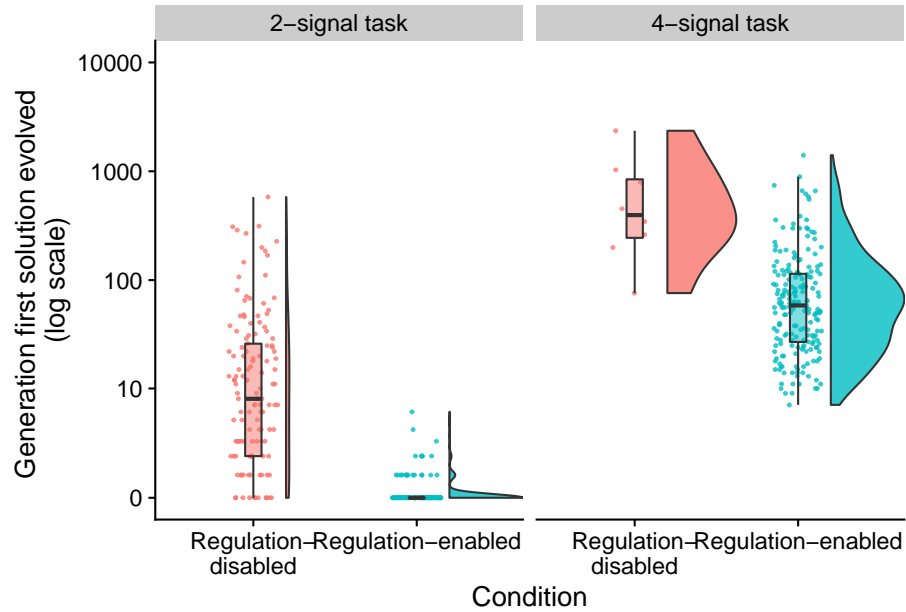 2−signal task
4−signal task
Generation first solution evolved
(log scale)
10000
1000
100
10
0
Regulation−
disabled
Regulation−enabled
Regulation−
disabled
Regulation−enabled
Condition